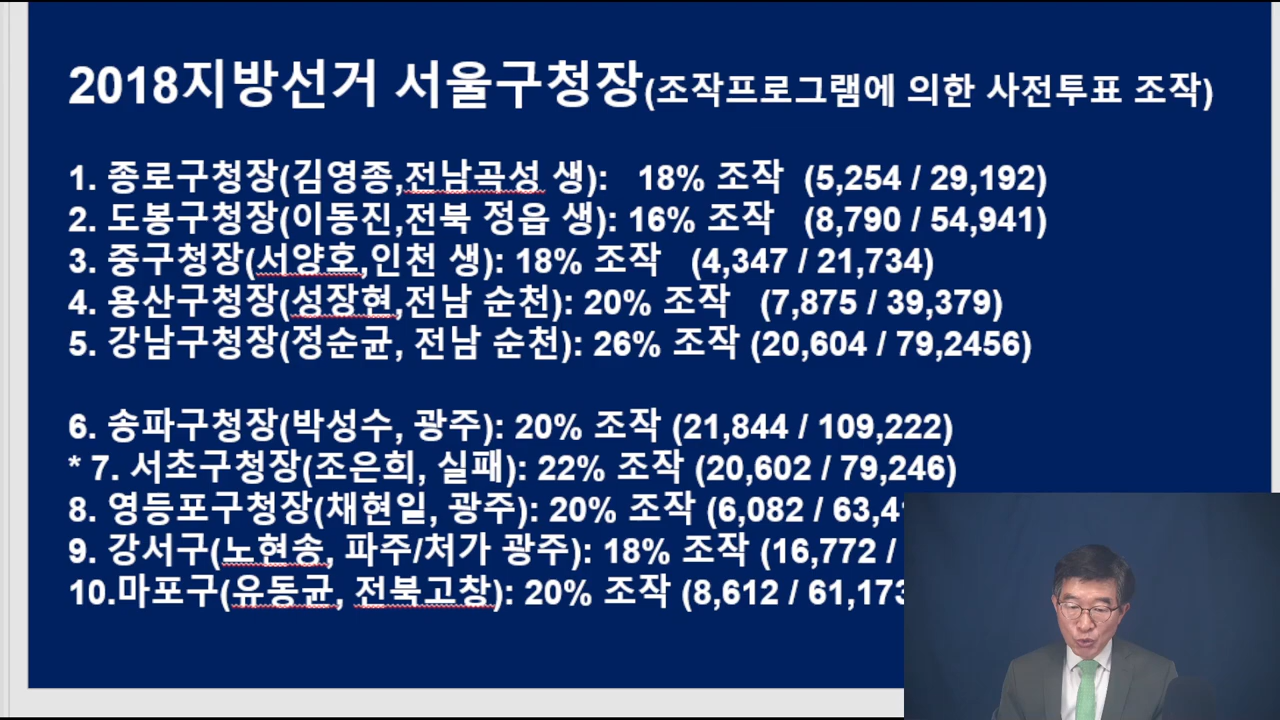 2018지방선거 서울구청장(조작프로그램에 의한 사전투표 조작)
1. 종로구청장(김영종,전남곡성 생): 18% 조작 (5,254 / 29,192)
2. 도봉구청장(이동진,전북 정읍 생): 16% 조작 (8,790 / 54,941)
3. 중구청장(서양호,인천 생): 18% 조작 (4,347 / 21,734)
4. 용산구청장(성장현,전남 순천): 20% 조작 (7,875 / 39,379)
5. 강남구청장(정순균, 전남 순천): 26% 조작 (20,604 / 79,2456)
6. 송파구청장(박성수, 광주): 20% 조작 (21,844 / 109,222)
* 7. 서초구청장(조은희, 실패): 22% 조작 (20,602 / 79,246)
8. 영등포구청장(채현일, 광주): 20% 조작 (6,082 / 63,4
9. 강서구(노현송, 파주/처가 광주): 18% 조작 (16,772 /
10.마포구(유동균, 전북고창): 20% 조작 (8,612 / 61,173